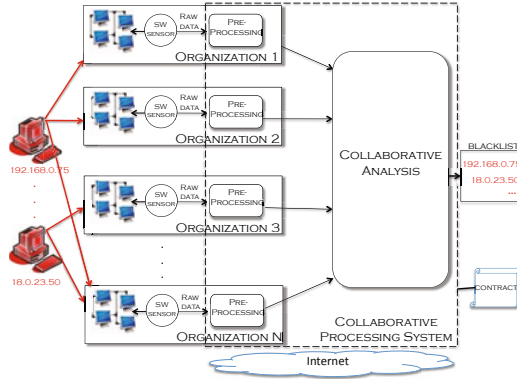 SW
SENSOR
RAW
DATA
PRE-
PROCESSING
ORGANIZATION 1
SW
SENSOR
RAW
DATA
PRE-
PROCESSING
ORGANIZATION 2
192.168.0.75
SW
SENSOR
RAW
DATA
PRE-
PROCESSING
ORGANIZATION 3
18.0.23.50
SW
SENSOR
RAW
DATA
PRE-
PROCESSING
ORGANIZATION N
COLLABORATIVE
ANALYSIS
COLLABORATIVE
PROCESSING SYSTEM
BLACKLIST
192.168.0.75
18.0.23.50
...
CONTRACT
Internet